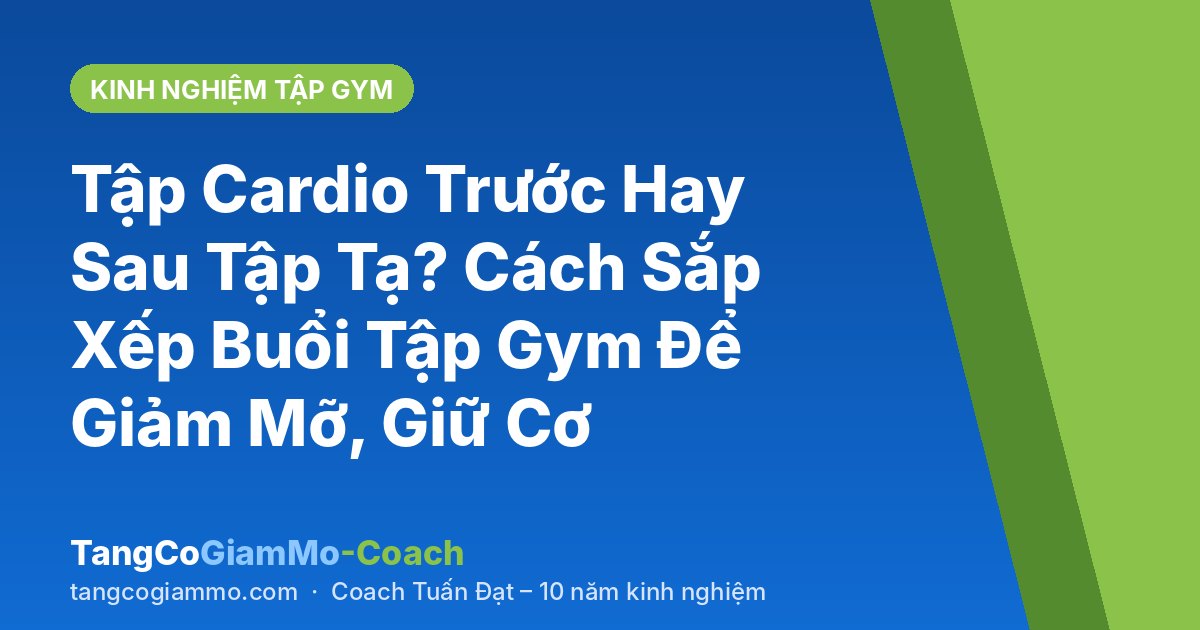 KINH NGHIỆM TẬP GYM
Tập Cardio Trước Hay
Sau Tập Tạ? Cách Sắp
Xếp Buổi Tập Gym Để
Giảm Mỡ, Giữ Cơ
TangCoGiamMo-Coach
tangcogiammo.com · Coach Tuấn Đạt – 10 năm kinh nghiệm